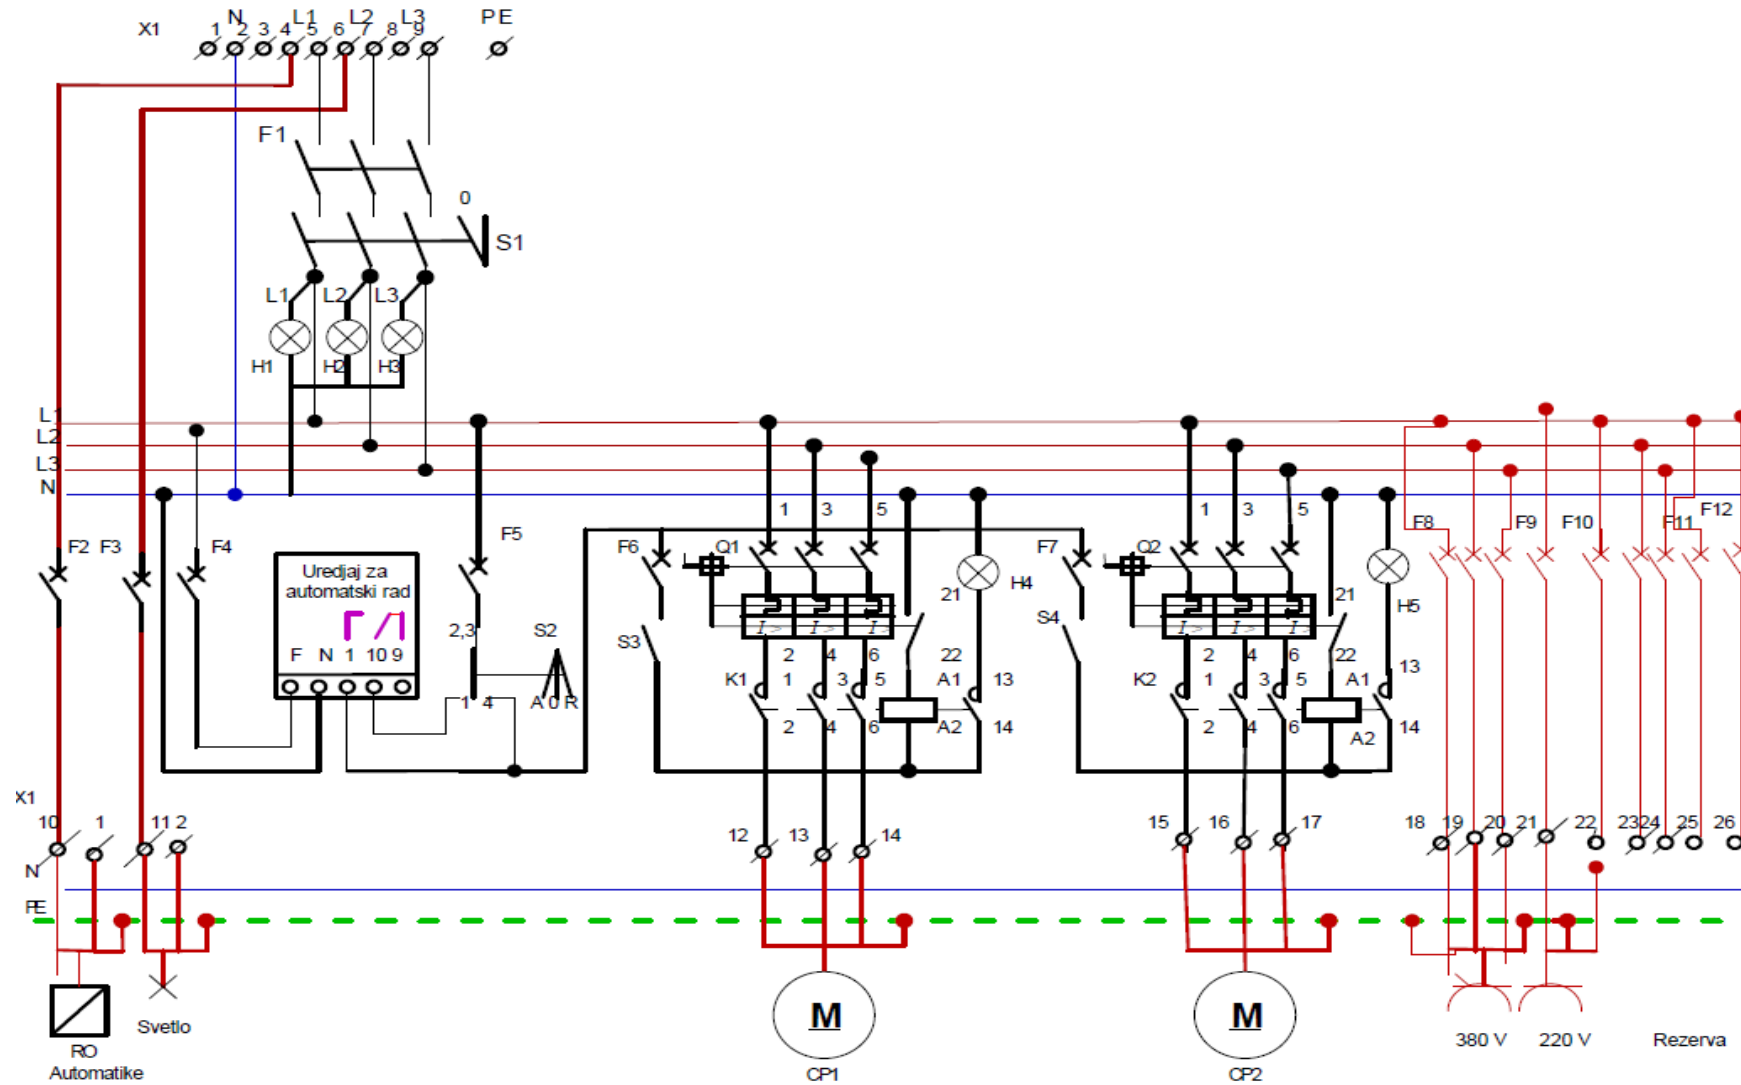 X1 1 N 2 3 L1 4 5 L2 6 7 L3 8 9 PE
F1
0
S1
L1 L2 L3
H1 H2 H3
L1
L2
L3
N
F2 F3 F4
Uredjaj za
automatski rad
F N 1 10 9
F5
2,3
S2
1 4 A 0 R
F6 Q1 1 3 5
S3
I> I> I>
21
H4
2 4 6 22
K1 1 3 5 A1 13
2 4 6 A2 14
F7 Q2 1 3 5
S4
I> I> I>
21
H5
2 4 6 22
K2 1 3 5 A1 13
2 4 6 A2 14
F8 F9 F10 F11 F12
X1
10 1 11 2
12 13 14
15 16 17
18 19 20 21 22 23 24 25 26
N
PE
RO
Automatike
Svetlo
M
CP1
M
CP2
380 V 220 V Rezerva